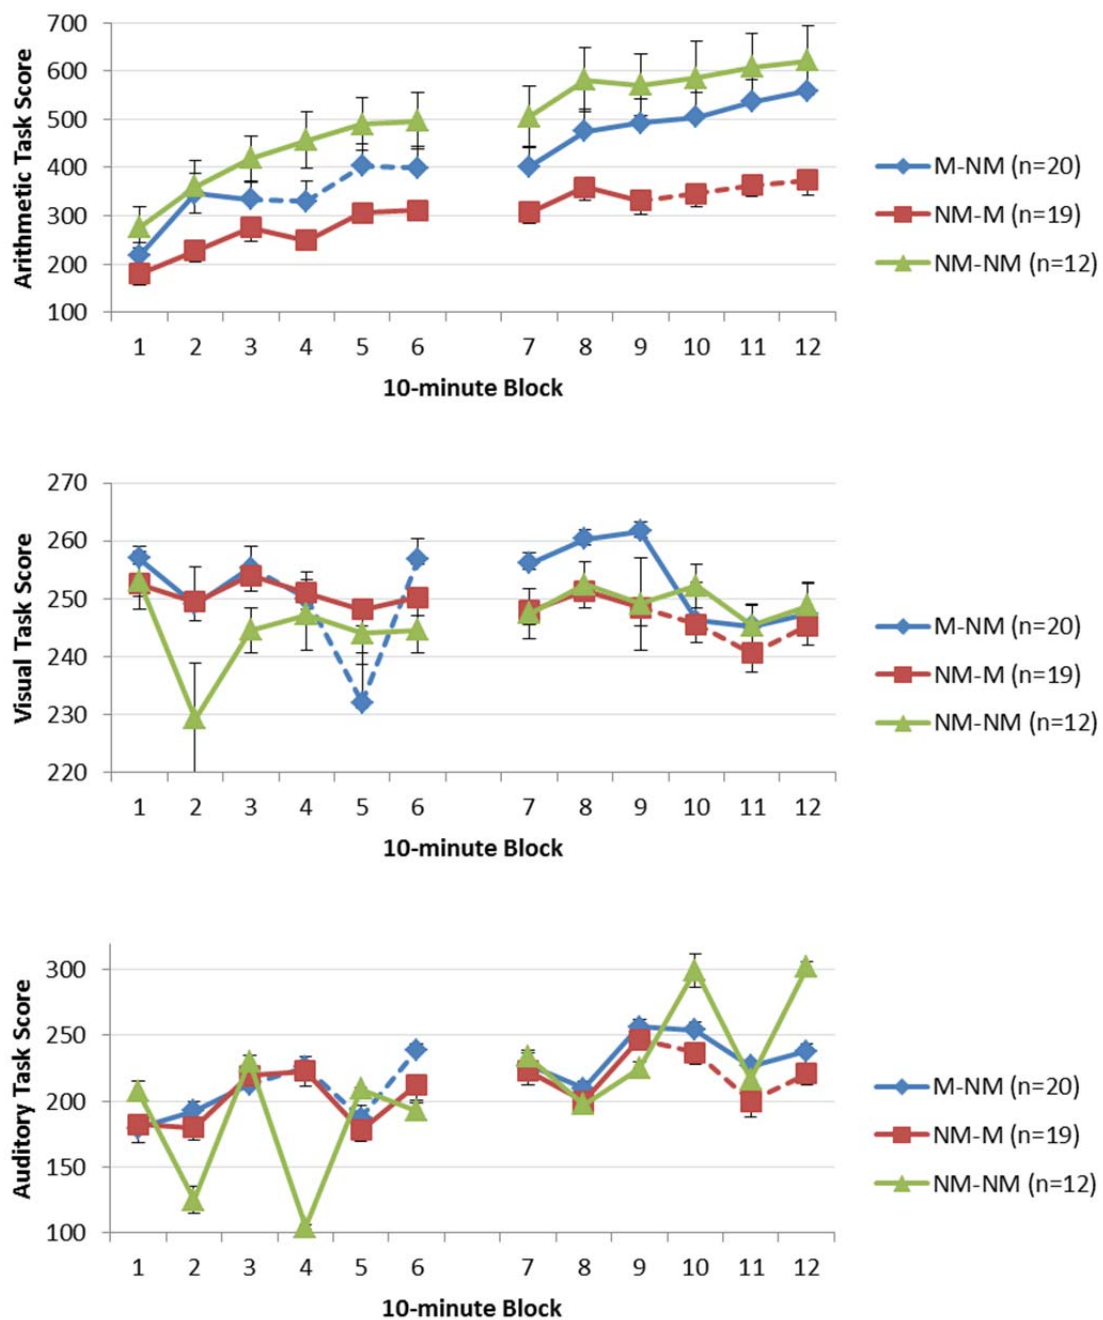 Arithmetic Task Score
700
600
500
400
300
200
100
1 2 3 4 5 6 7 8 9 10 11 12
10-minute Block
M-NM (n=20)
NM-M (n=19)
NM-NM (n=12)
Visual Task Score
270
260
250
240
230
220
1 2 3 4 5 6 7 8 9 10 11 12
10-minute Block
M-NM (n=20)
NM-M (n=19)
NM-NM (n=12)
Auditory Task Score
300
250
200
150
100
1 2 3 4 5 6 7 8 9 10 11 12
10-minute Block
M-NM (n=20)
NM-M (n=19)
NM-NM (n=12)